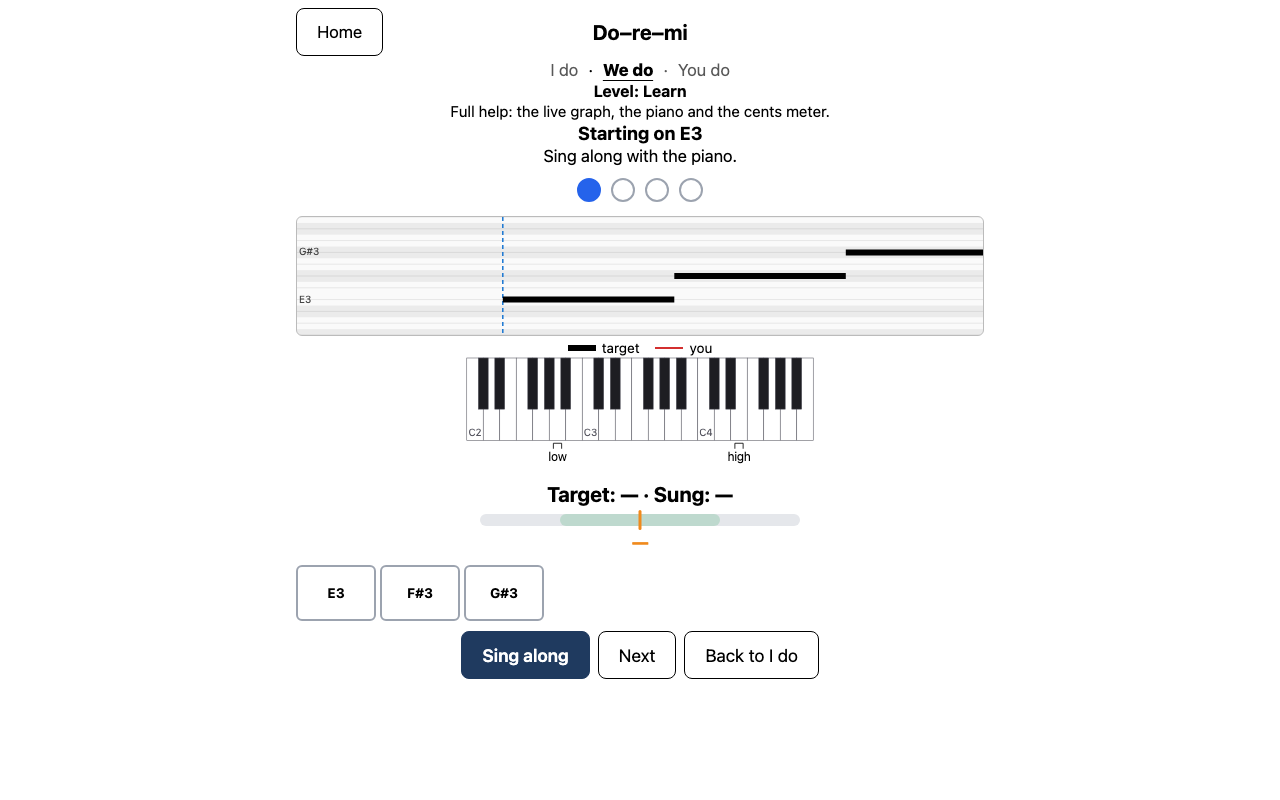 Home
Do–re–mi
I do · We do · You do
Level: Learn
Full help: the live graph, the piano and the cents meter.
Starting on E3
Sing along with the piano.
G#3
E3
target you
C2 C3 C4
low high
Target: — · Sung: —
—
E3 F#3 G#3
Sing along Next Back to I do